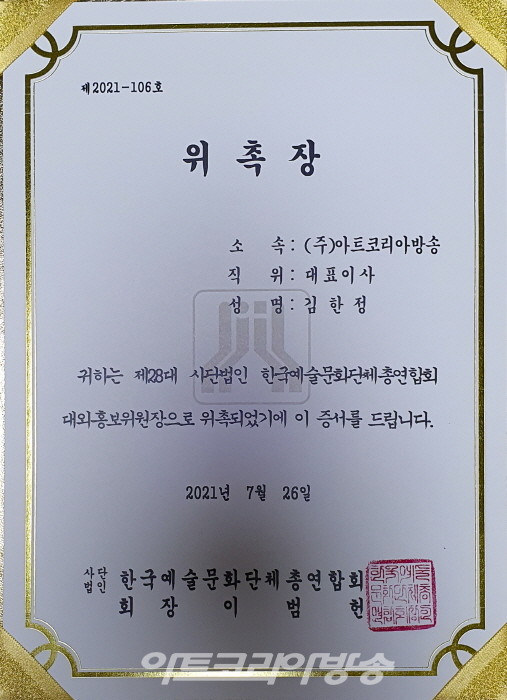 제2021-106호
위 촉 장
소 속 : (주)아트코리아방송
직 위 : 대표이사
성 명 : 김한정
귀하는 제28대 사단법인 한국예술문화단체총연합회
대외홍보위원장으로 위촉되었기에 이 증서를 드립니다.
2021년 7월 26일
사단법인 한국예술문화단체총연합회
회 장 이 범 헌
아트코리아방송